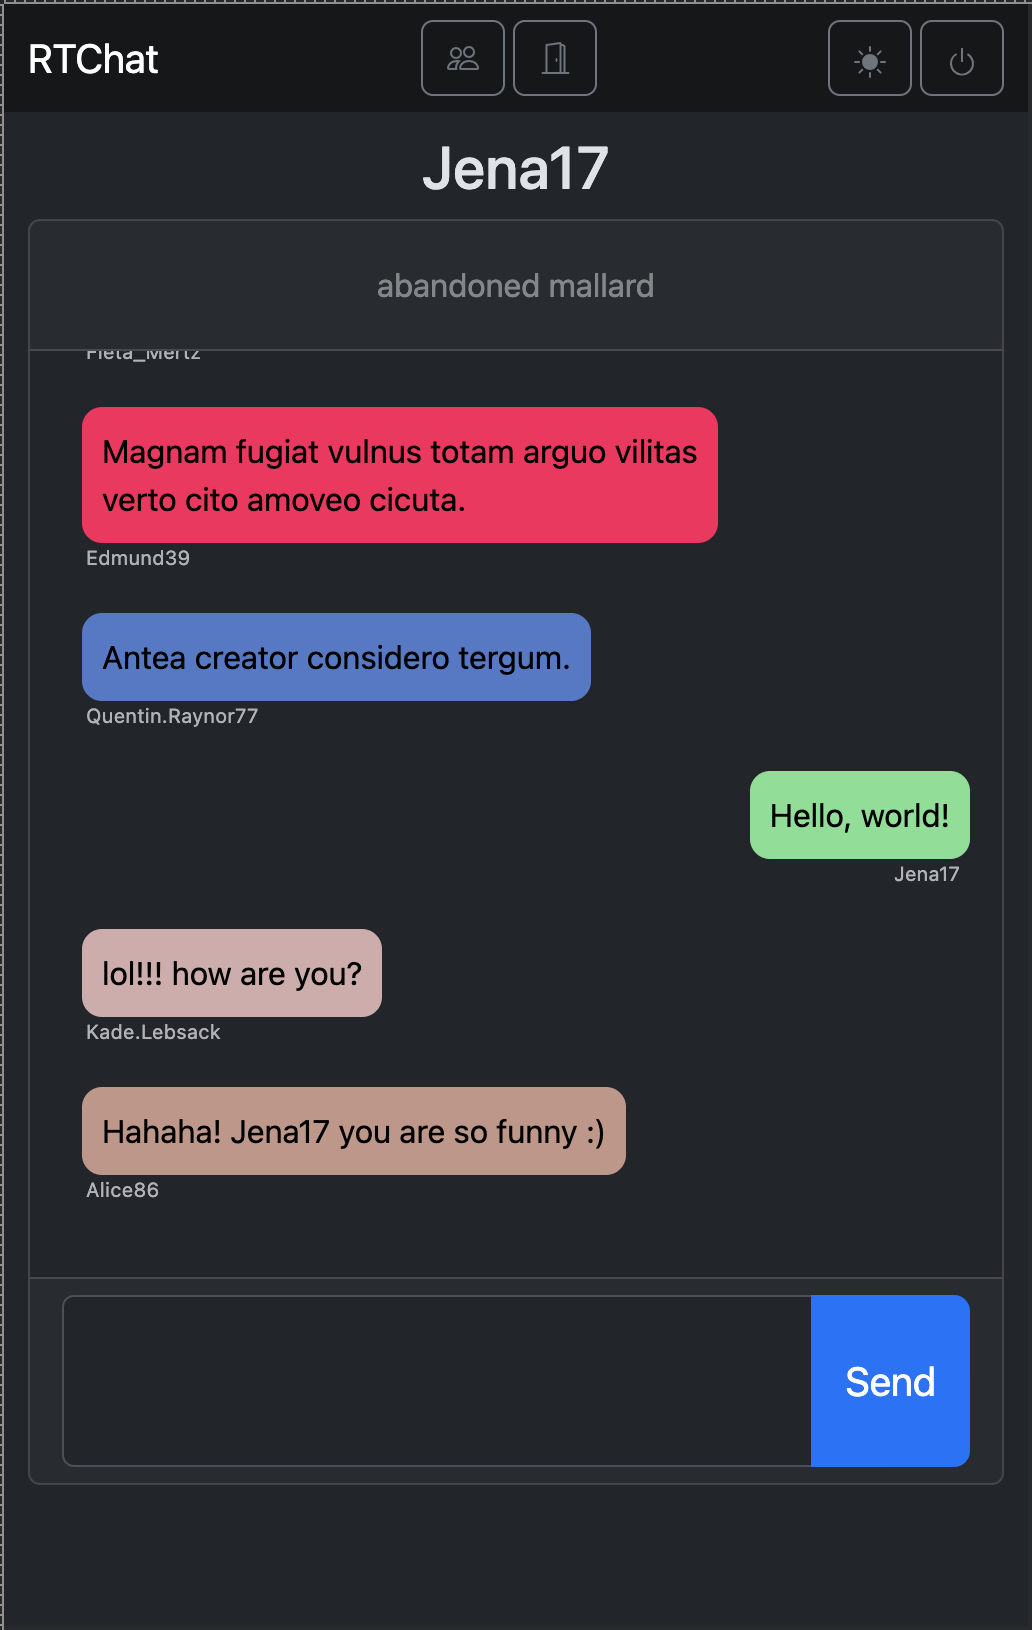 RTChat
Jena17
abandoned mallard
Fleta_Mertz
Magnam fugiat vulnus totam arguo vilitas
verto cito amoveo cicuta.
Edmund39
Antea creator considero tergum.
Quentin.Raynor77
Hello, world!
Jena17
lol!!! how are you?
Kade.Lebsack
Hahaha! Jena17 you are so funny :)
Alice86
Send